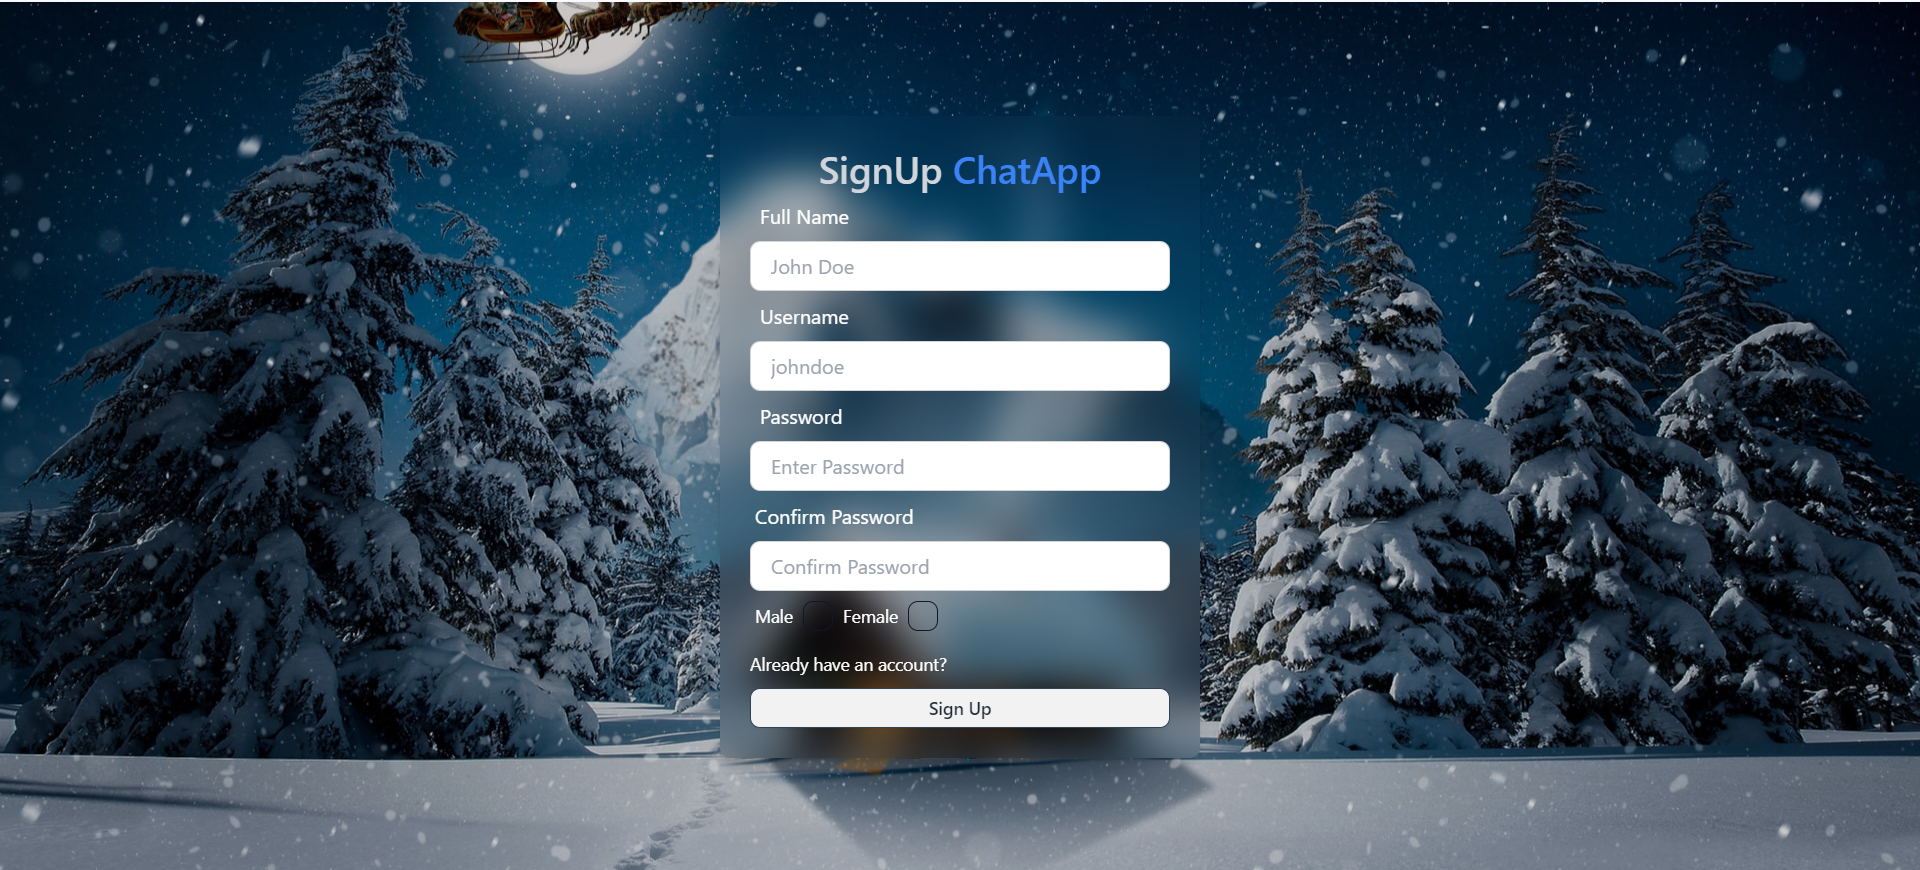 SignUp ChatApp
Full Name
John Doe
Username
johndoe
Password
Enter Password
Confirm Password
Confirm Password
Male Female
Already have an account?
Sign Up